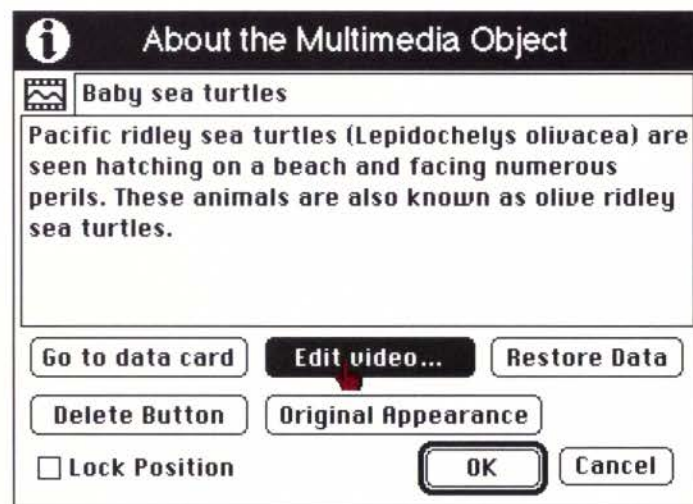 About the Multimedia Object
Baby sea turtles
Pacific ridley sea turtles (Lepidochelys olivacea) are
seen hatching on a beach and facing numerous
perils. These animals are also known as olive ridley
sea turtles.
Go to data card
Edit video...
Restore Data
Delete Button
Original Appearance
Lock Position
OK
Cancel